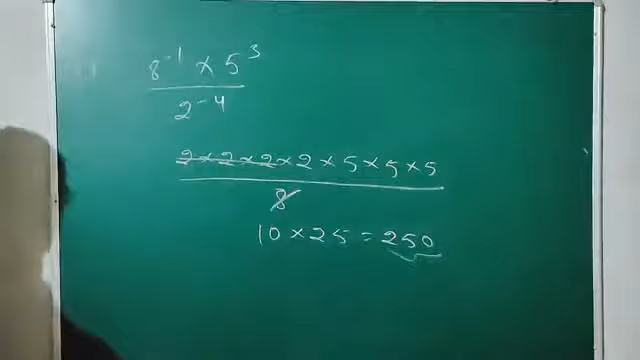 8⁻¹ × 5³
2⁻⁴
2 × 2 × 2 × 2 × 5 × 5 × 5
8
10 × 25 = 250